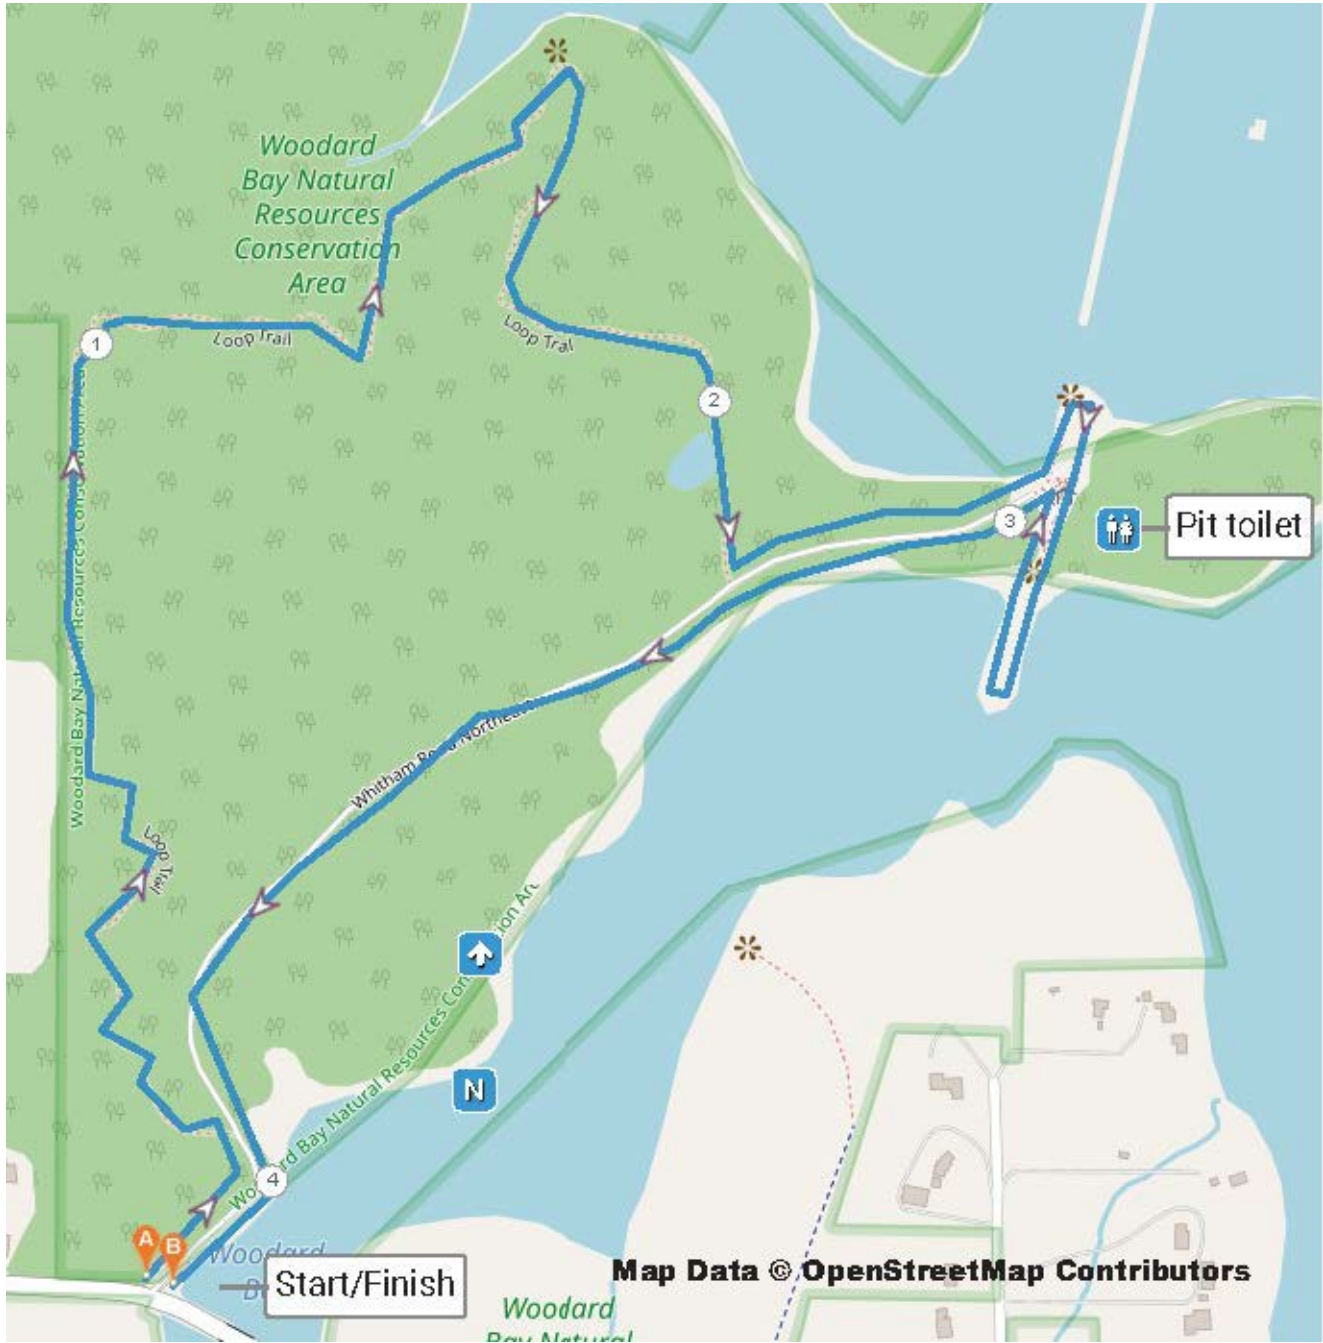 Woodard
Bay Natural
Resources
Conservation
Area
1
Loop Trail
Loop Trail
2
3
Pit toilet
Woodard Bay Natural Resources Conservation Area
Whitham Road Northeast
Loop Trail
N
Woodard Bay Natural Resources Conservation Area
4
A
B
Woodard
B
Start/Finish
Map Data © OpenStreetMap Contributors
Woodard
Bay Natural